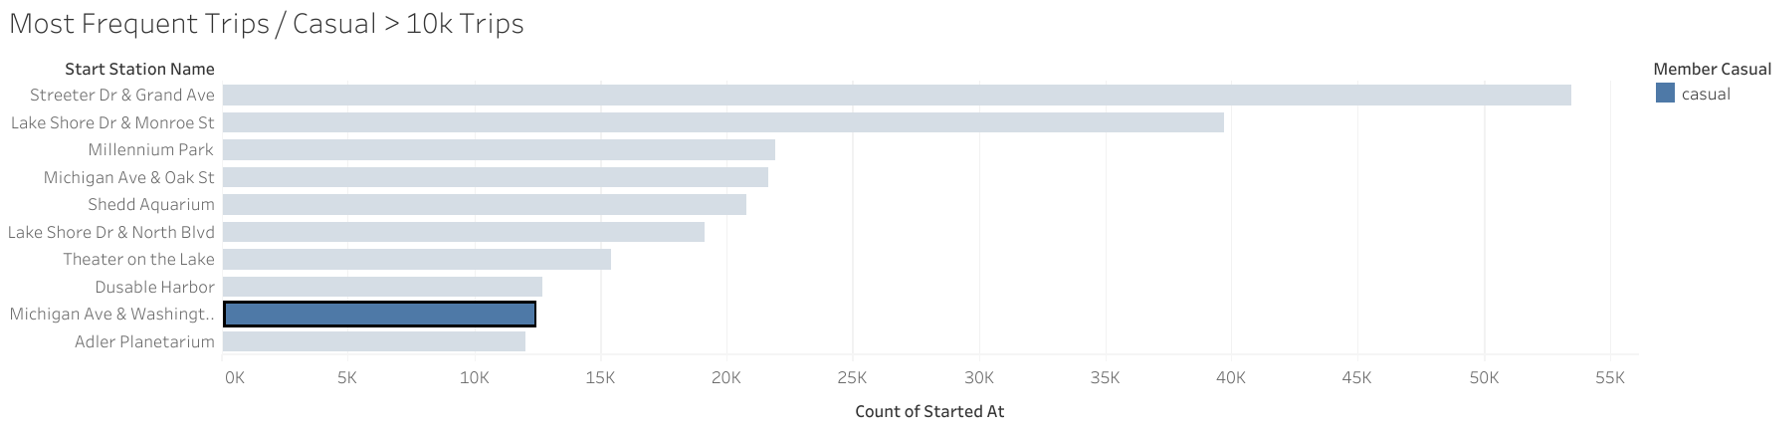 Most Frequent Trips / Casual > 10k Trips
Start Station Name
Streeter Dr & Grand Ave
Lake Shore Dr & Monroe St
Millennium Park
Michigan Ave & Oak St
Shedd Aquarium
Lake Shore Dr & North Blvd
Theater on the Lake
Dusable Harbor
Michigan Ave & Washingt..
Adler Planetarium
0K 5K 10K 15K 20K 25K 30K 35K 40K 45K 50K 55K
Count of Started At
Member Casual
casual